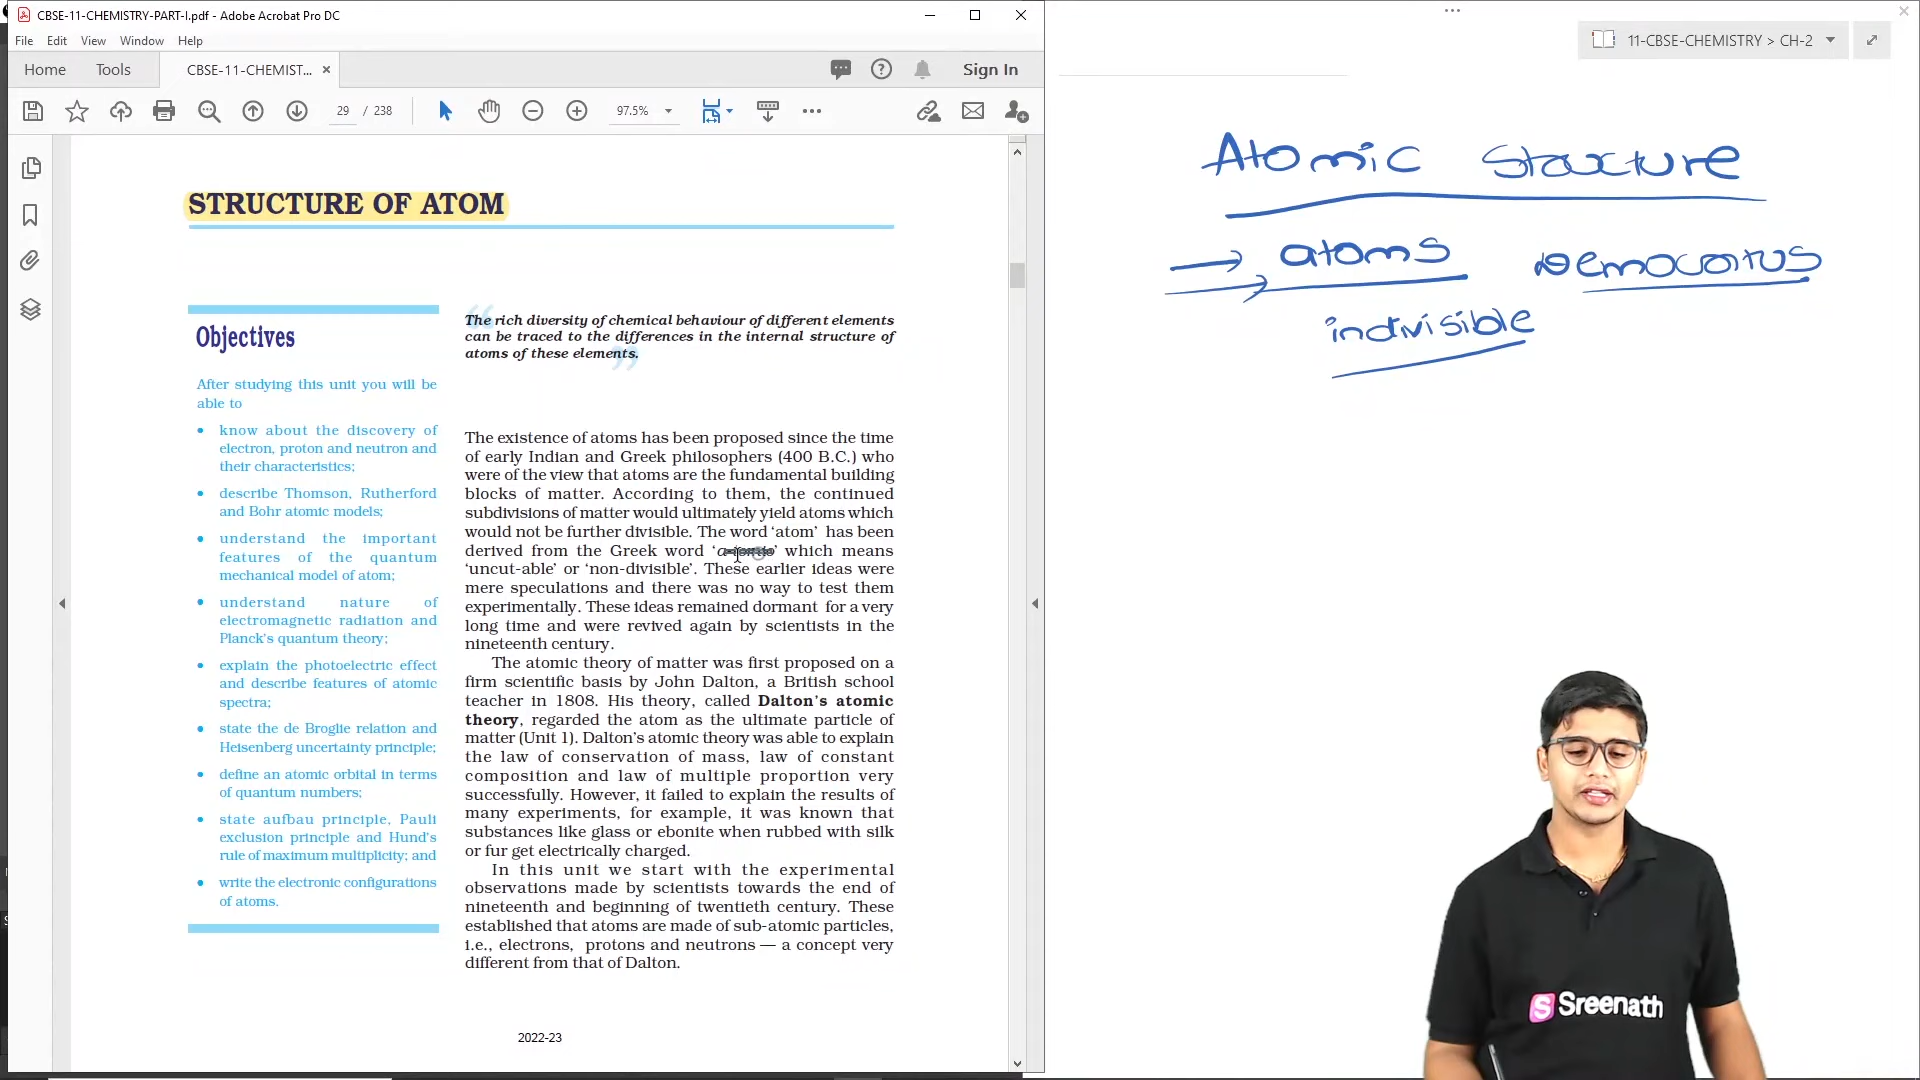 CBSE-11-CHEMISTRY-PART-I.pdf - Adobe Acrobat Pro DC
File Edit View Window Help
Home Tools CBSE-11-CHEMIST... × Sign In
29 / 238 97.5%
STRUCTURE OF ATOM
Objectives
After studying this unit you will be
able to
• know about the discovery of
electron, proton and neutron and
their characteristics;
• describe Thomson, Rutherford
and Bohr atomic models;
• understand the important
features of the quantum
mechanical model of atom;
• understand nature of
electromagnetic radiation and
Planck's quantum theory;
• explain the photoelectric effect
and describe features of atomic
spectra;
• state the de Broglie relation and
Heisenberg uncertainty principle;
• define an atomic orbital in terms
of quantum numbers;
• state aufbau principle, Pauli
exclusion principle and Hund's
rule of maximum multiplicity; and
• write the electronic configurations
of atoms.
“The rich diversity of chemical behaviour of different elements
can be traced to the differences in the internal structure of
atoms of these elements.”
The existence of atoms has been proposed since the time
of early Indian and Greek philosophers (400 B.C.) who
were of the view that atoms are the fundamental building
blocks of matter. According to them, the continued
subdivisions of matter would ultimately yield atoms which
would not be further divisible. The word ‘atom’ has been
derived from the Greek word ‘ ’ which means
‘uncut-able’ or ‘non-divisible’. These earlier ideas were
mere speculations and there was no way to test them
experimentally. These ideas remained dormant for a very
long time and were revived again by scientists in the
nineteenth century.
The atomic theory of matter was first proposed on a
firm scientific basis by John Dalton, a British school
teacher in 1808. His theory, called Dalton's atomic
theory, regarded the atom as the ultimate particle of
matter (Unit 1). Dalton's atomic theory was able to explain
the law of conservation of mass, law of constant
composition and law of multiple proportion very
successfully. However, it failed to explain the results of
many experiments, for example, it was known that
substances like glass or ebonite when rubbed with silk
or fur get electrically charged.
In this unit we start with the experimental
observations made by scientists towards the end of
nineteenth and beginning of twentieth century. These
established that atoms are made of sub-atomic particles,
i.e., electrons, protons and neutrons — a concept very
different from that of Dalton.
2022-23
11-CBSE-CHEMISTRY > CH-2
Atomic Structure
atoms Democritus
indivisible
S Sreenath